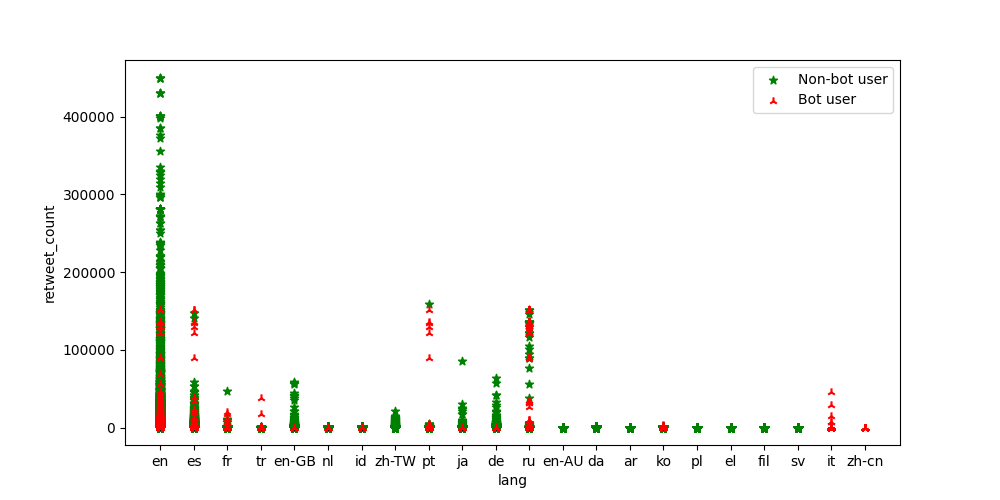 Non-bot user
Bot user
400000
300000
200000
100000
0
retweet_count
en es fr tr en-GB nl id zh-TW pt ja de ru en-AU da ar ko pl el fil sv it zh-cn
lang